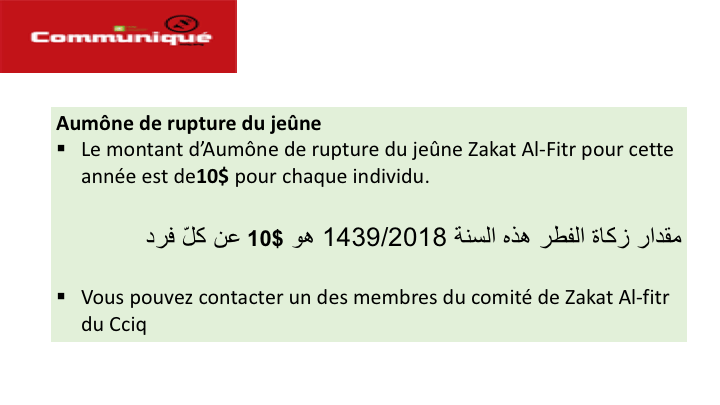 Communiqué
Aumône de rupture du jeûne
▪ Le montant d’Aumône de rupture du jeûne Zakat Al-Fitr pour cette
année est de10$ pour chaque individu.
مقدار زكاة الفطر هذه السنة 1439/2018 هو 10$ عن كلّ فرد
▪ Vous pouvez contacter un des membres du comité de Zakat Al-fitr
du Cciq